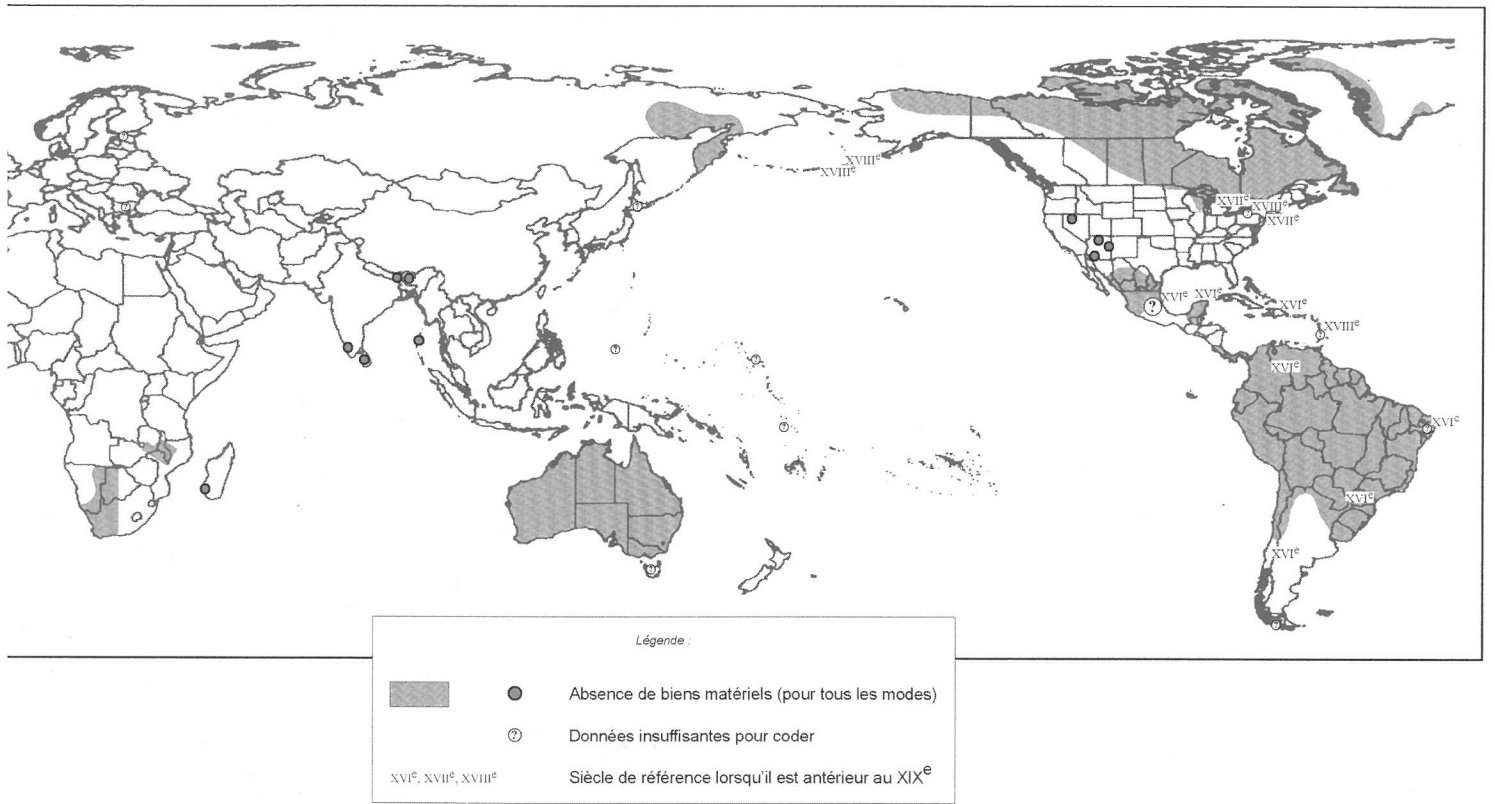 XVIIIe
XVIIIe
?
?
?
?
XVIIe
XVIIIe
?
XVIIe
?
XVIe
XVIe
XVIe
XVIIIe
?
?
?
?
XVIe
XVIe
?
XVIe
XVIe
?
?
Légende :
Absence de biens matériels (pour tous les modes)
? Données insuffisantes pour coder
XVIe, XVIIe, XVIIIe Siècle de référence lorsqu'il est antérieur au XIXe